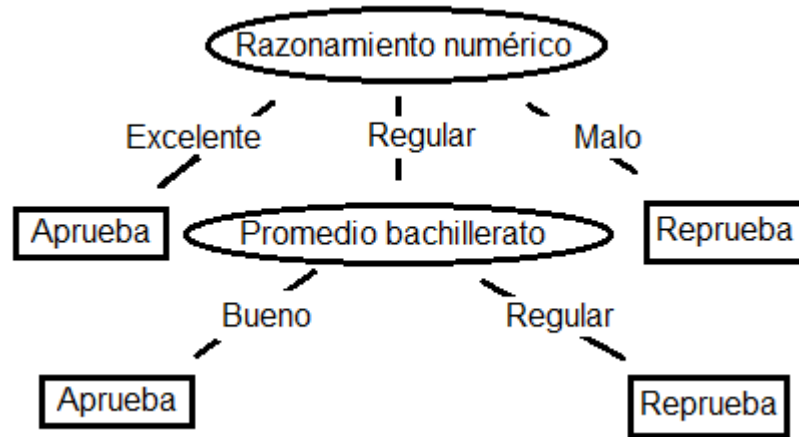 Razonamiento numérico
Excelente
Regular
Malo
Aprueba
Promedio bachillerato
Reprueba
Bueno
Regular
Aprueba
Reprueba